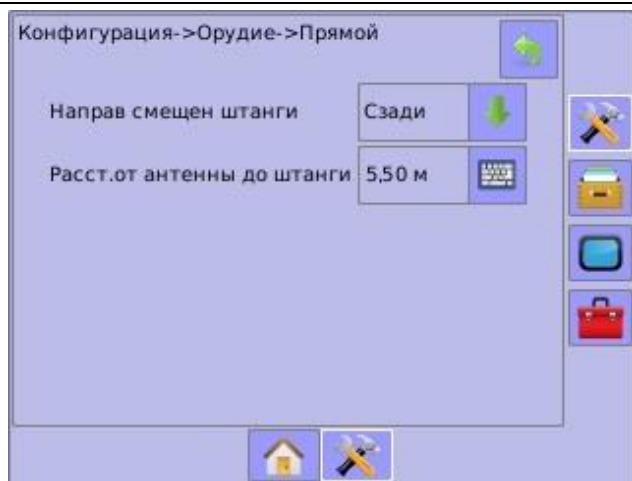 Конфигурация->Орудие->Прямой
Направ смещен штанги Сзади
Расст.от антенны до штанги 5,50 м